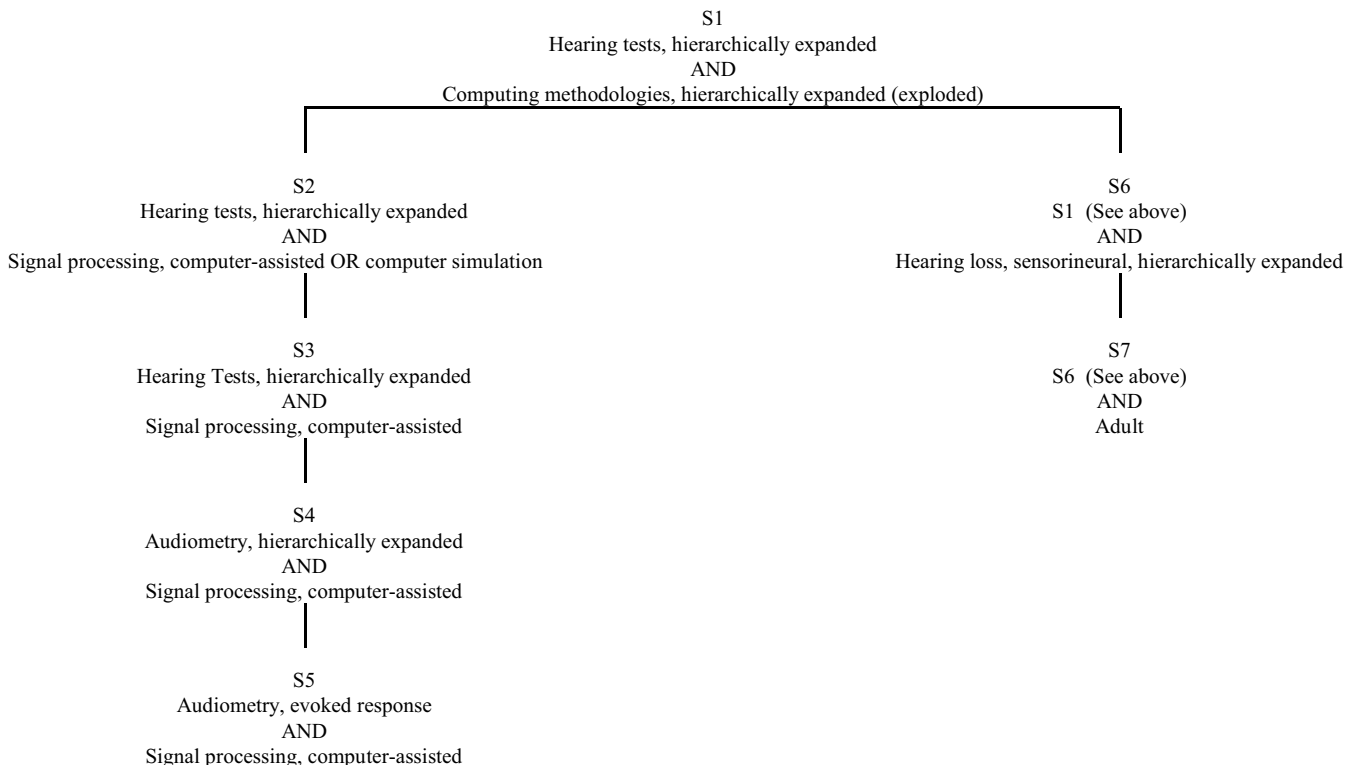 S1
Hearing tests, hierarchically expanded
AND
Computing methodologies, hierarchically expanded (exploded)
S2
Hearing tests, hierarchically expanded
AND
Signal processing, computer-assisted OR computer simulation
S6
S1 (See above)
AND
Hearing loss, sensorineural, hierarchically expanded
S3
Hearing Tests, hierarchically expanded
AND
Signal processing, computer-assisted
S7
S6 (See above)
AND
Adult
S4
Audiometry, hierarchically expanded
AND
Signal processing, computer-assisted
S5
Audiometry, evoked response
AND
Signal processing, computer-assisted